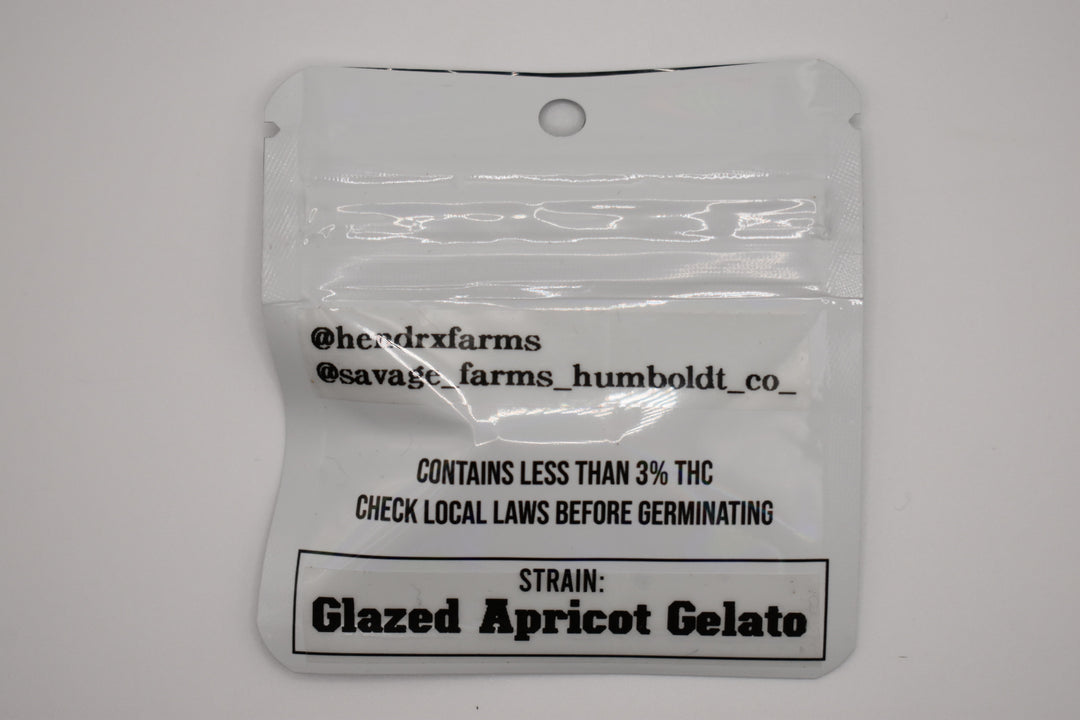 @hendrxfarms
@savage_farms_humboldt_co_
CONTAINS LESS THAN 3% THC
CHECK LOCAL LAWS BEFORE GERMINATING
STRAIN:
Glazed Apricot Gelato